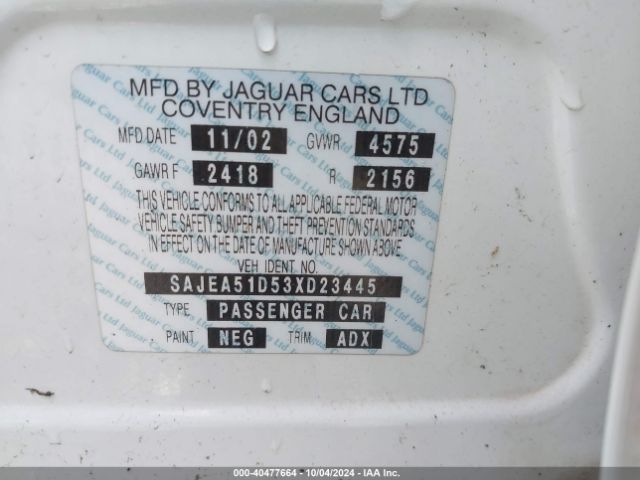 MFD BY JAGUAR CARS LTD
COVENTRY ENGLAND
MFD DATE 11/02 GVWR 4575
GAWR F 2418 R 2156
THIS VEHICLE CONFORMS TO ALL APPLICABLE FEDERAL MOTOR
VEHICLE SAFETY BUMPER AND THEFT PREVENTION STANDARDS
IN EFFECT ON THE DATE OF MANUFACTURE SHOWN ABOVE.
VEH IDENT. NO.
SAJEA51D53XD23445
TYPE PASSENGER CAR
PAINT NEG TRIM ADX
000-40477664 - 10/04/2024 - IAA Inc.